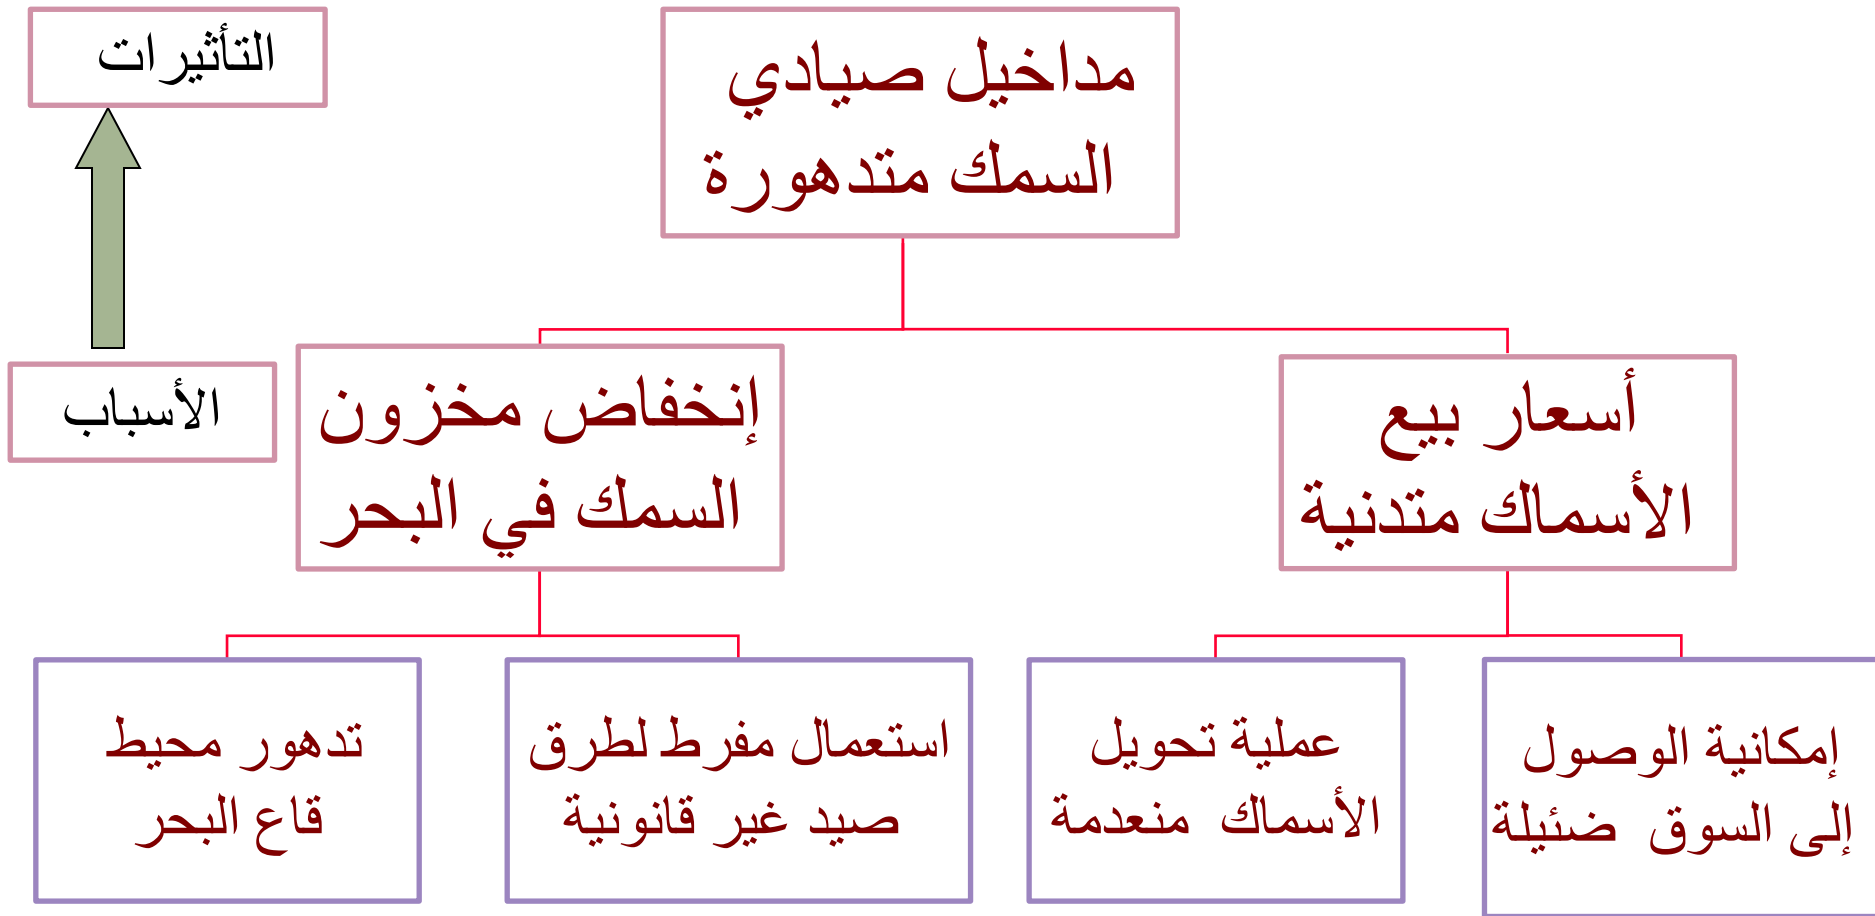 التأثيرات
مداخيل صيادي
السمك متدهورة
الأسباب
أسعار بيع
الأسماك متدنية
إنخفاض مخزون
السمك في البحر
إمكانية الوصول
إلى السوق ضئيلة
عملية تحويل
الأسماك منعدمة
استعمال مفرط لطرق
صيد غير قانونية
تدهور محيط
قاع البحر